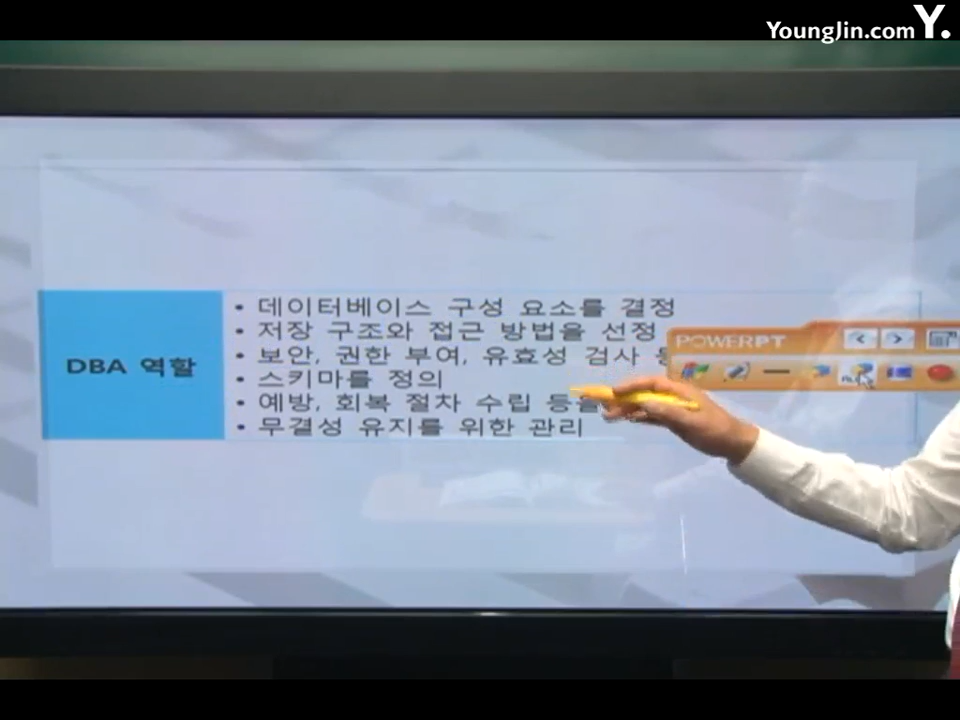 YoungJin.com Y.
데이터베이스 구성 요소를 결정
저장 구조와 접근 방법을 선정
POWERPT
보안, 권한 부여, 유효성 검사
DBA 역할
스키마를 정의
예방, 회복 절차 수립 등을
무결성 유지를 위한 관리